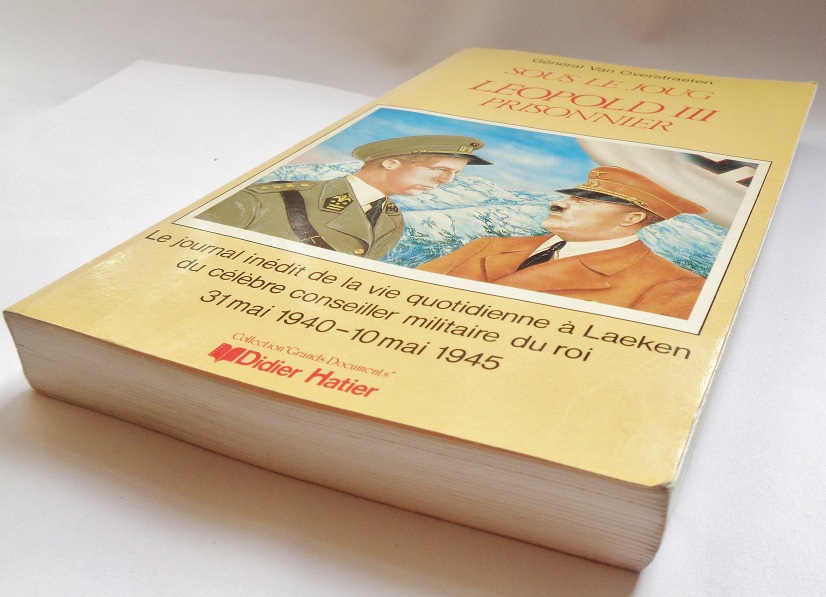 Général Van Overstraeten
SOUS LE JOUG
LEOPOLD III
PRISONNIER
Le journal inédit de la vie quotidienne à Laeken
du célèbre conseiller militaire du roi
31 mai 1940-10 mai 1945
Collection "Grands Documents"
Didier Hatier